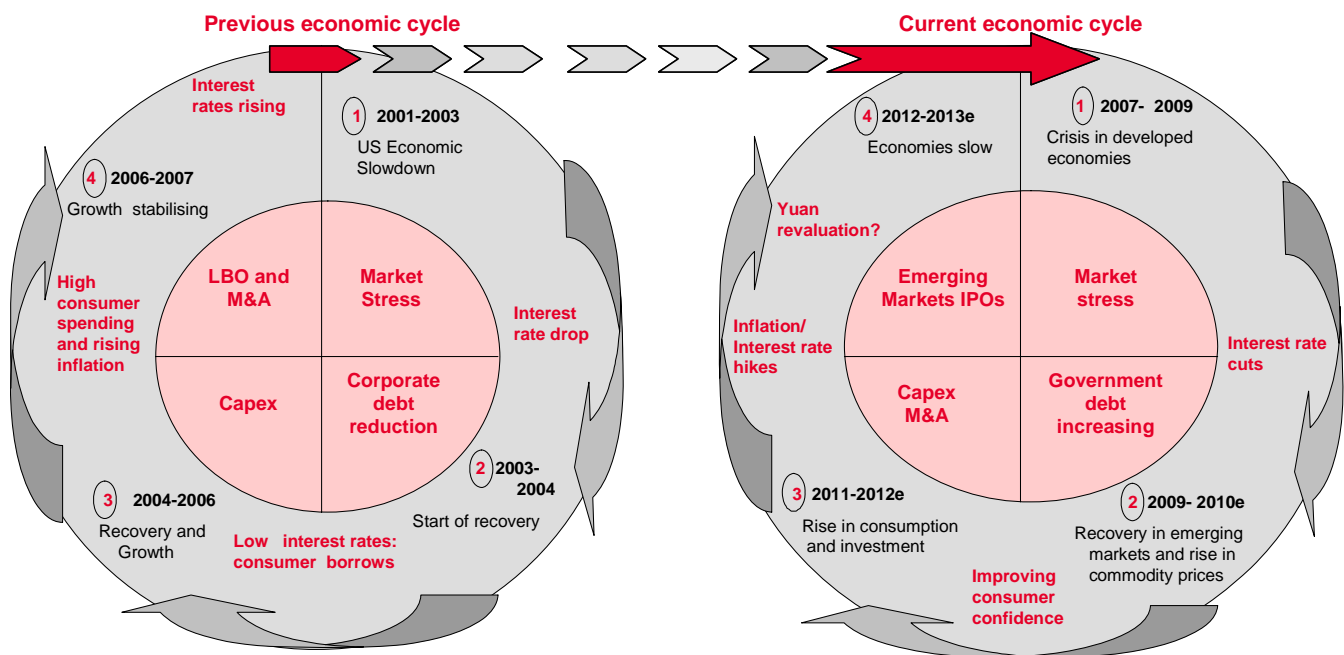 Previous economic cycle
Interest
rates rising
1 2001-2003
US Economic
Slowdown
4 2006-2007
Growth stabilising
LBO and
M&A
Market
Stress
High
consumer
spending
and rising
inflation
Interest
rate drop
Capex
Corporate
debt
reduction
2 2003-
2004
Start of recovery
3 2004-2006
Recovery and
Growth
Low interest rates:
consumer borrows
Current economic cycle
4 2012-2013e
Economies slow
1 2007- 2009
Crisis in developed
economies
Yuan
revaluation?
Emerging
Markets IPOs
Market
stress
Inflation/
Interest rate
hikes
Interest rate
cuts
Capex
M&A
Government
debt
increasing
3 2011-2012e
Rise in consumption
and investment
2 2009- 2010e
Recovery in emerging
markets and rise in
commodity prices
Improving
consumer
confidence